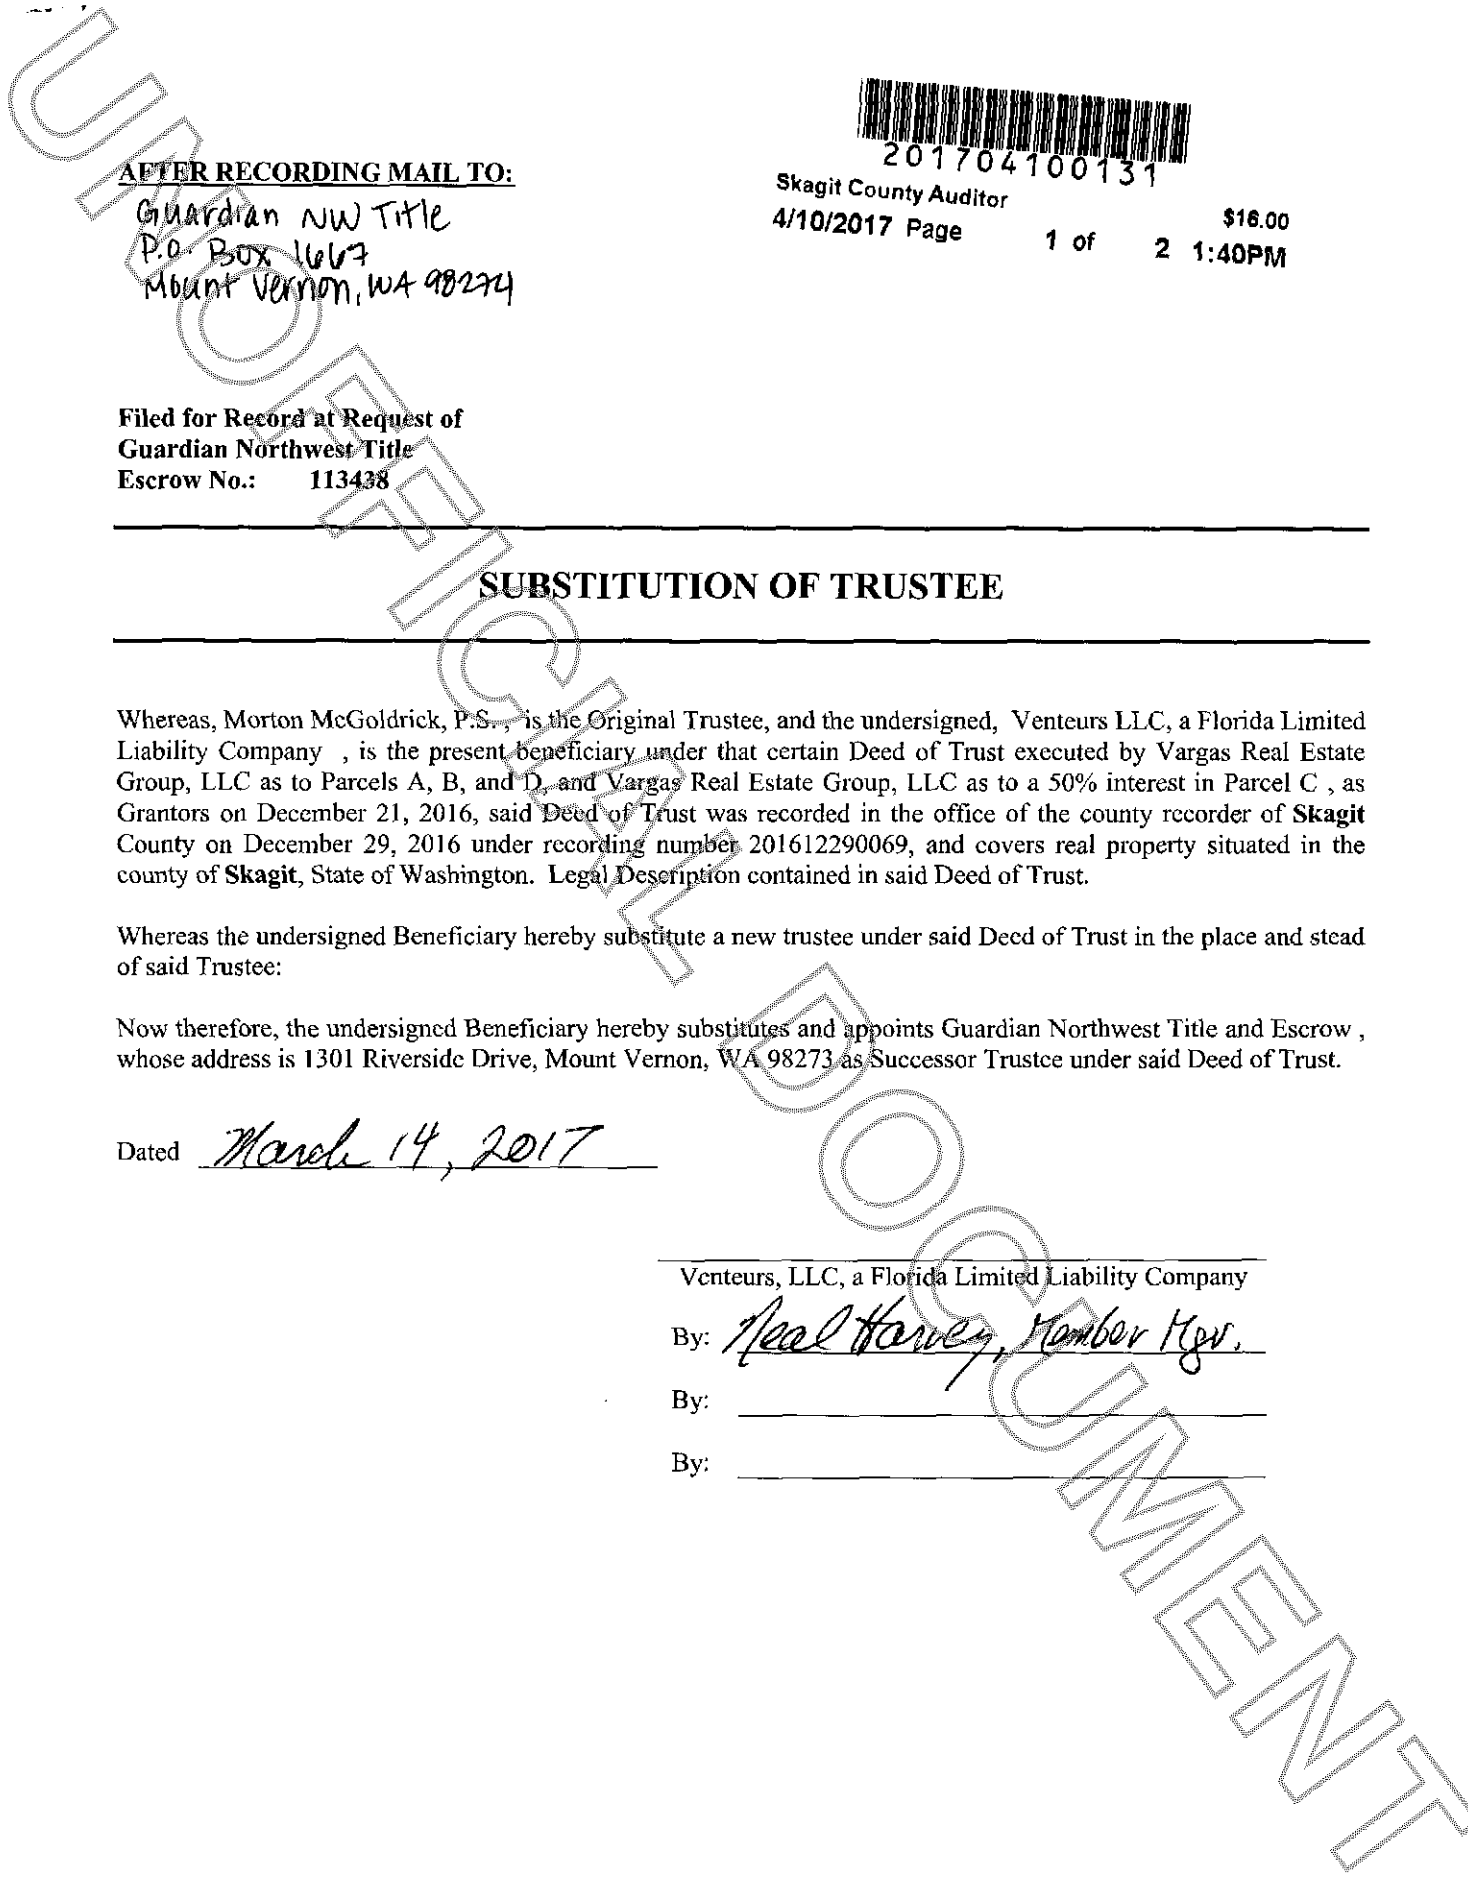 201704100131
Skagit County Auditor
$16.00
4/10/2017 Page 1 of 2 1:40PM
AFTER RECORDING MAIL TO:
Guardian NW Title
P.O. Box 1667
Mount Vernon, WA 98274
Filed for Record at Request of
Guardian Northwest Title
Escrow No.: 113438
SUBSTITUTION OF TRUSTEE
Whereas, Morton McGoldrick, P.S. , is the Original Trustee, and the undersigned, Venteurs LLC, a Florida Limited
Liability Company , is the present beneficiary under that certain Deed of Trust executed by Vargas Real Estate
Group, LLC as to Parcels A, B, and D, and Vargas Real Estate Group, LLC as to a 50% interest in Parcel C , as
Grantors on December 21, 2016, said Deed of Trust was recorded in the office of the county recorder of Skagit
County on December 29, 2016 under recording number 201612290069, and covers real property situated in the
county of Skagit, State of Washington. Legal Description contained in said Deed of Trust.
Whereas the undersigned Beneficiary hereby substitute a new trustee under said Deed of Trust in the place and stead
of said Trustee:
Now therefore, the undersigned Beneficiary hereby substitutes and appoints Guardian Northwest Title and Escrow ,
whose address is 1301 Riverside Drive, Mount Vernon, WA 98273 as Successor Trustee under said Deed of Trust.
Dated March 14, 2017
Venteurs, LLC, a Florida Limited Liability Company
By: Neal Harvey, Member Mgr.
By:
By:
UNOFFICIAL DOCUMENT